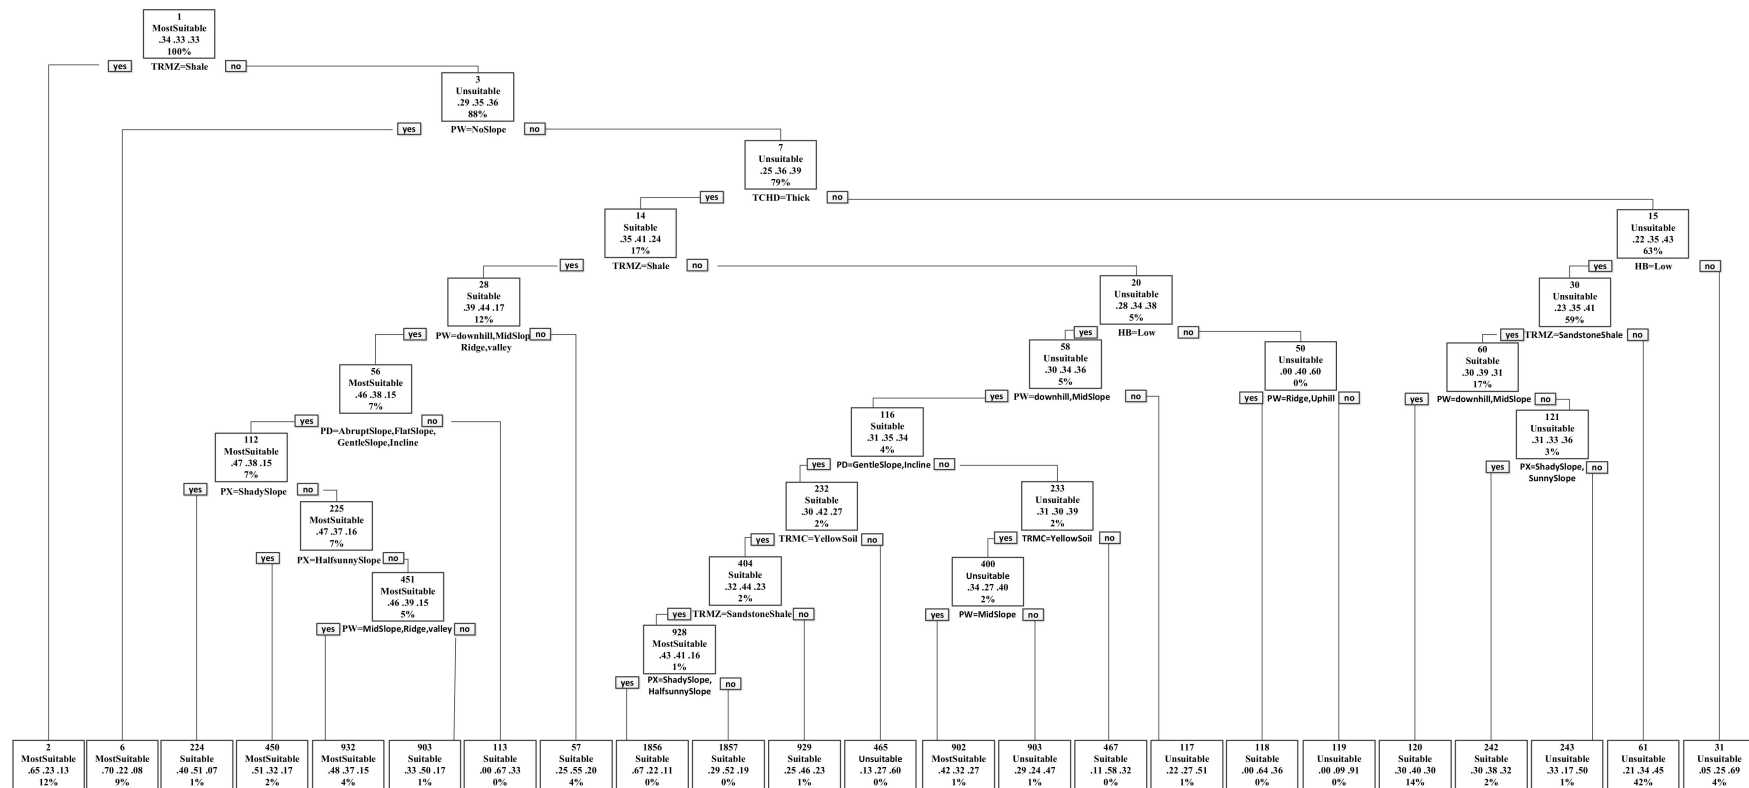 1
MostSuitable
.34 .33 .33
100%
yes
TRMZ=Shale
no
3
Unsuitable
.29 .35 .36
88%
yes
PW=NoSlope
no
7
Unsuitable
.25 .36 .39
79%
yes
TCHD=Thick
no
14
Suitable
.35 .41 .24
17%
yes
TRMZ=Shale
no
15
Unsuitable
.22 .35 .43
63%
yes
HB=Low
no
28
Suitable
.39 .44 .17
12%
yes
PW=downhill,MidSlop
Ridge,valley
no
20
Unsuitable
.28 .34 .38
5%
yes
HB=Low
no
30
Unsuitable
.23 .35 .41
59%
yes
TRMZ=SandstoneShale
no
56
MostSuitable
.46 .38 .15
7%
yes
PD=AbruptSlope,FlatSlope,
GentleSlope,Incline
no
58
Unsuitable
.30 .34 .36
5%
yes
PW=downhill,MidSlope
no
50
Unsuitable
.00 .40 .60
0%
yes
PW=Ridge,Uphill
no
60
Suitable
.30 .39 .31
17%
yes
PW=downhill,MidSlope
no
112
MostSuitable
.47 .38 .15
7%
yes
PX=ShadySlope
no
116
Suitable
.31 .35 .34
4%
yes
PD=GentleSlope,Incline
no
121
Unsuitable
.31 .33 .36
3%
yes
PX=ShadySlope,
SunnySlope
no
225
MostSuitable
.47 .37 .16
7%
yes
PX=HalfsunnySlope
no
232
Suitable
.30 .42 .27
2%
yes
TRMC=YellowSoil
no
233
Unsuitable
.31 .30 .39
2%
yes
TRMC=YellowSoil
no
451
MostSuitable
.46 .39 .15
5%
yes
PW=MidSlope,Ridge,valley
no
404
Suitable
.32 .44 .23
2%
yes
TRMZ=SandstoneShale
no
400
Unsuitable
.34 .27 .40
2%
yes
PW=MidSlope
no
928
MostSuitable
.43 .41 .16
1%
yes
PX=ShadySlope,
HalfsunnySlope
no
2
MostSuitable
.65 .23 .13
12%
6
MostSuitable
.70 .22 .08
9%
224
Suitable
.40 .51 .07
1%
450
MostSuitable
.51 .32 .17
2%
932
MostSuitable
.48 .37 .15
4%
903
Suitable
.33 .50 .17
1%
113
Suitable
.00 .67 .33
0%
57
Suitable
.25 .55 .20
4%
1856
MostSuitable
.67 .22 .11
0%
1857
Suitable
.29 .52 .19
0%
929
Suitable
.25 .46 .23
1%
465
Unsuitable
.13 .27 .60
0%
902
MostSuitable
.42 .32 .27
1%
903
Unsuitable
.29 .24 .47
1%
467
Suitable
.11 .58 .32
0%
117
Unsuitable
.22 .27 .51
1%
118
Suitable
.00 .64 .36
0%
119
Unsuitable
.00 .09 .91
0%
120
Suitable
.30 .40 .30
14%
242
Suitable
.30 .38 .32
2%
243
Unsuitable
.33 .17 .50
1%
61
Unsuitable
.21 .34 .45
42%
31
Unsuitable
.05 .25 .69
4%